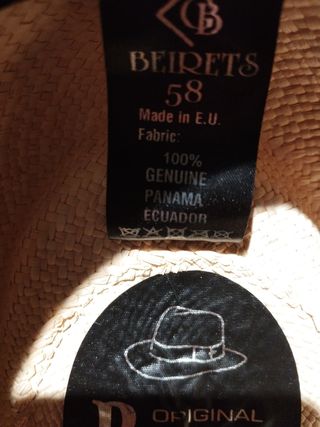 BEIRETS
58
Made in E.U.
Fabric:
100%
GENUINE
PANAMA
ECUADOR
ORIGINAL